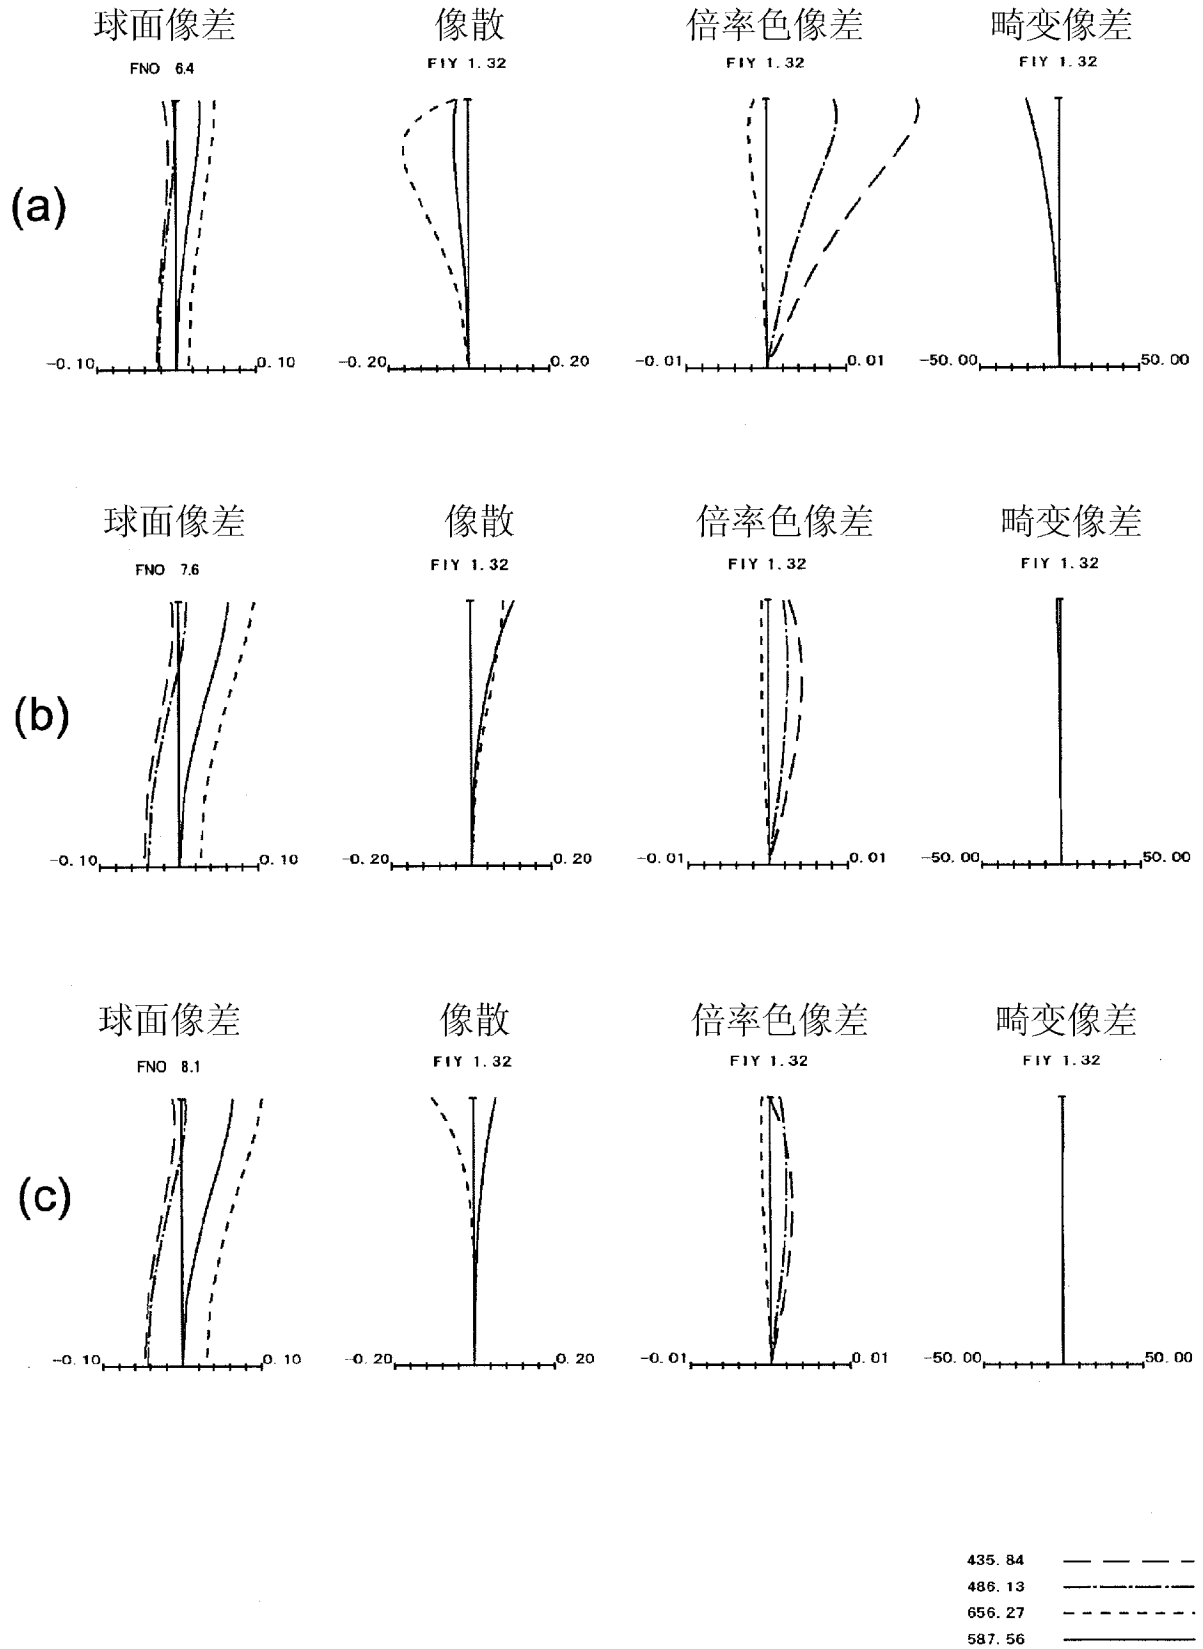 球面像差 像散 倍率色像差 畸变像差
FNO 6.4 FIY 1.32 FIY 1.32 FIY 1.32
(a)
-0.10 0.10 -0.20 0.20 -0.01 0.01 -50.00 50.00
球面像差 像散 倍率色像差 畸变像差
FNO 7.6 FIY 1.32 FIY 1.32 FIY 1.32
(b)
-0.10 0.10 -0.20 0.20 -0.01 0.01 -50.00 50.00
球面像差 像散 倍率色像差 畸变像差
FNO 8.1 FIY 1.32 FIY 1.32 FIY 1.32
(c)
-0.10 0.10 -0.20 0.20 -0.01 0.01 -50.00 50.00
435.84
486.13
656.27
587.56